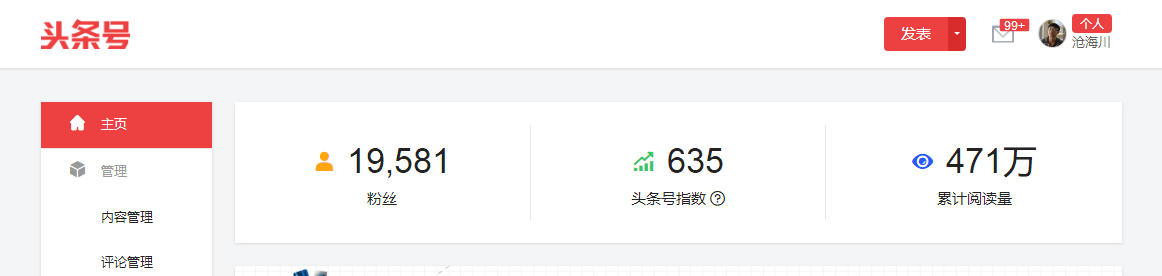 头条号
发表
99+
个人
沧海川
主页
管理
内容管理
评论管理
19,581
粉丝
635
头条号指数 ?
471万
累计阅读量